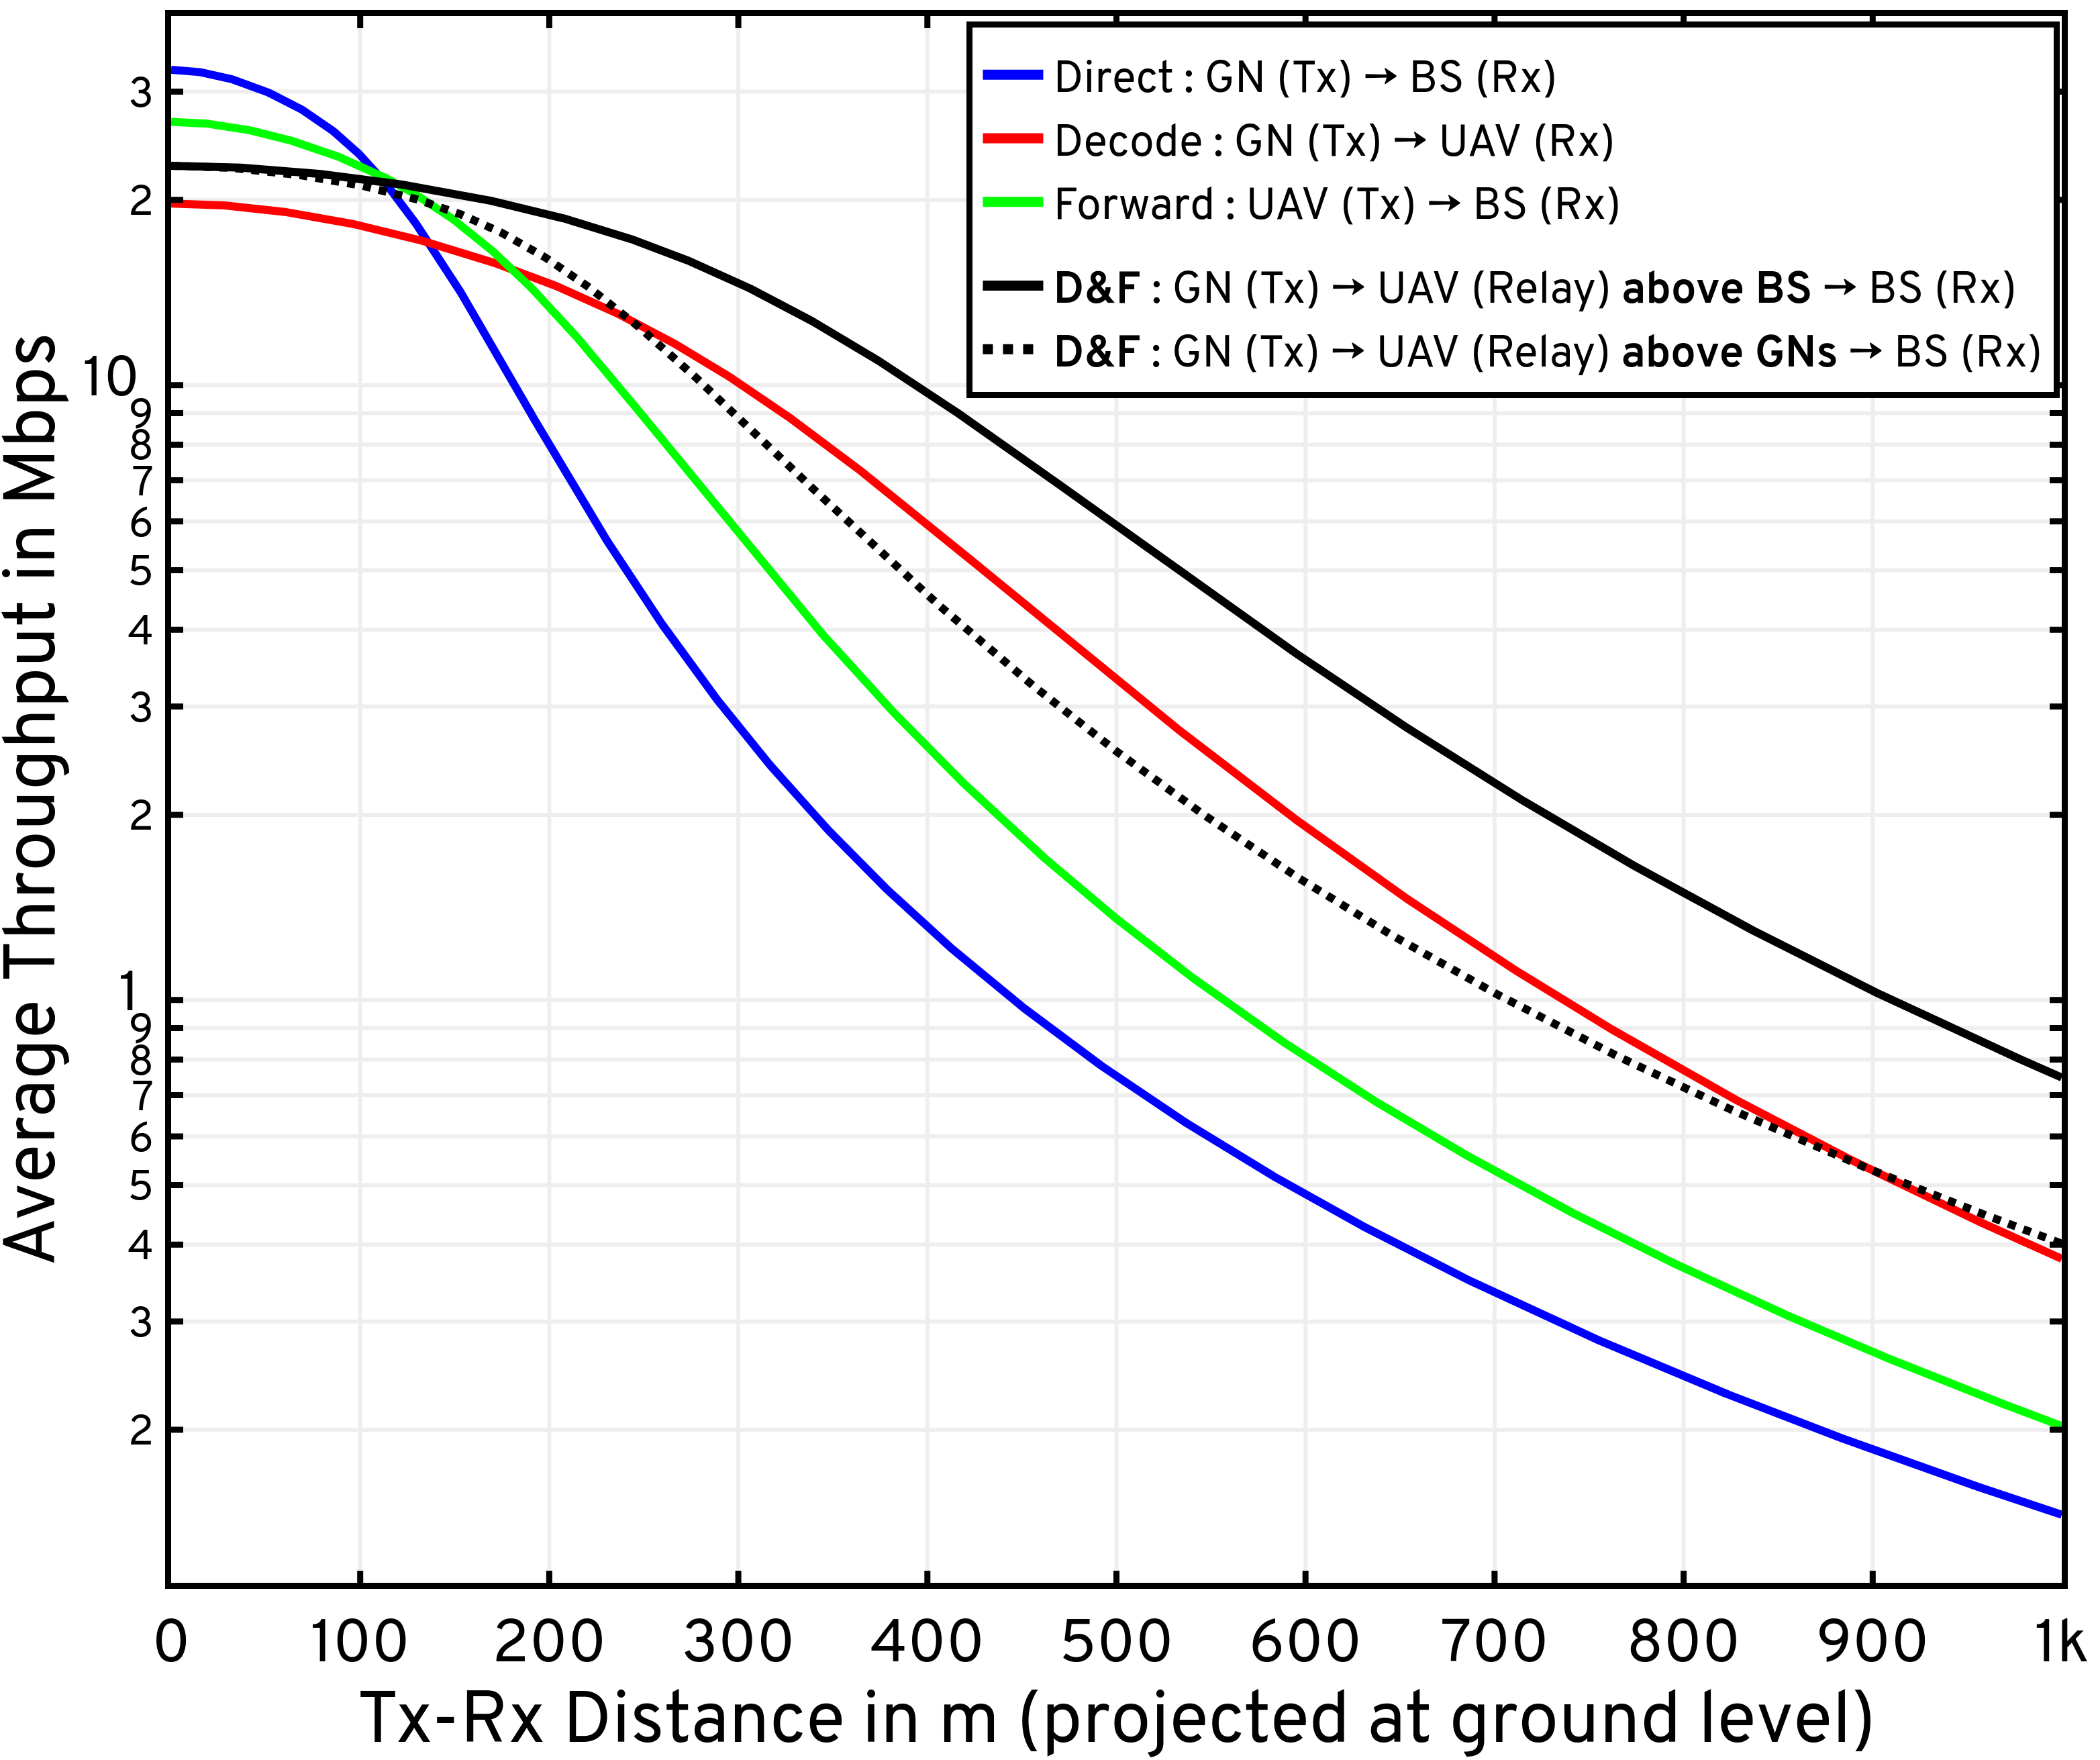 Average Throughput in Mbps
3
2
10
9
8
7
6
5
4
3
2
1
9
8
7
6
5
4
3
2
Direct : GN (Tx) → BS (Rx)
Decode : GN (Tx) → UAV (Rx)
Forward : UAV (Tx) → BS (Rx)
D&F : GN (Tx) → UAV (Relay) above BS → BS (Rx)
D&F : GN (Tx) → UAV (Relay) above GNs → BS (Rx)
0 100 200 300 400 500 600 700 800 900 1k
Tx-Rx Distance in m (projected at ground level)